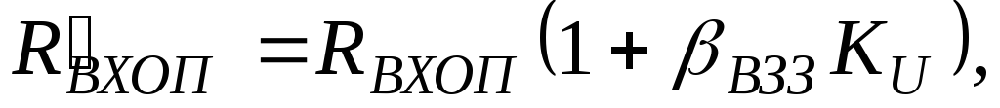 R▯ВХОП = RВХОП (1 + βВЗЗ KU),